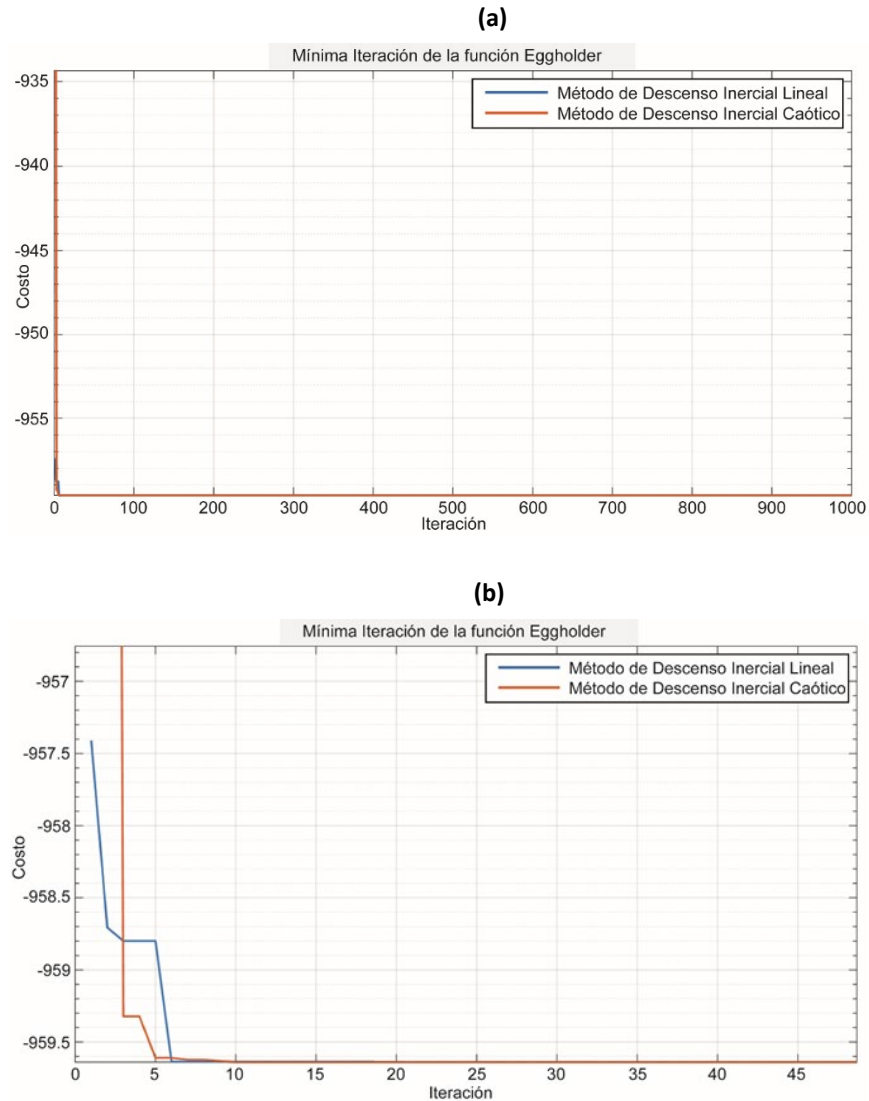 (a)
Mínima Iteración de la función Eggholder
Método de Descenso Inercial Lineal
Método de Descenso Inercial Caótico
-935
-940
-945
-950
-955
Costo
0 100 200 300 400 500 600 700 800 900 1000
Iteración
(b)
Mínima Iteración de la función Eggholder
Método de Descenso Inercial Lineal
Método de Descenso Inercial Caótico
-957
-957.5
-958
-958.5
-959
-959.5
Costo
0 5 10 15 20 25 30 35 40 45
Iteración